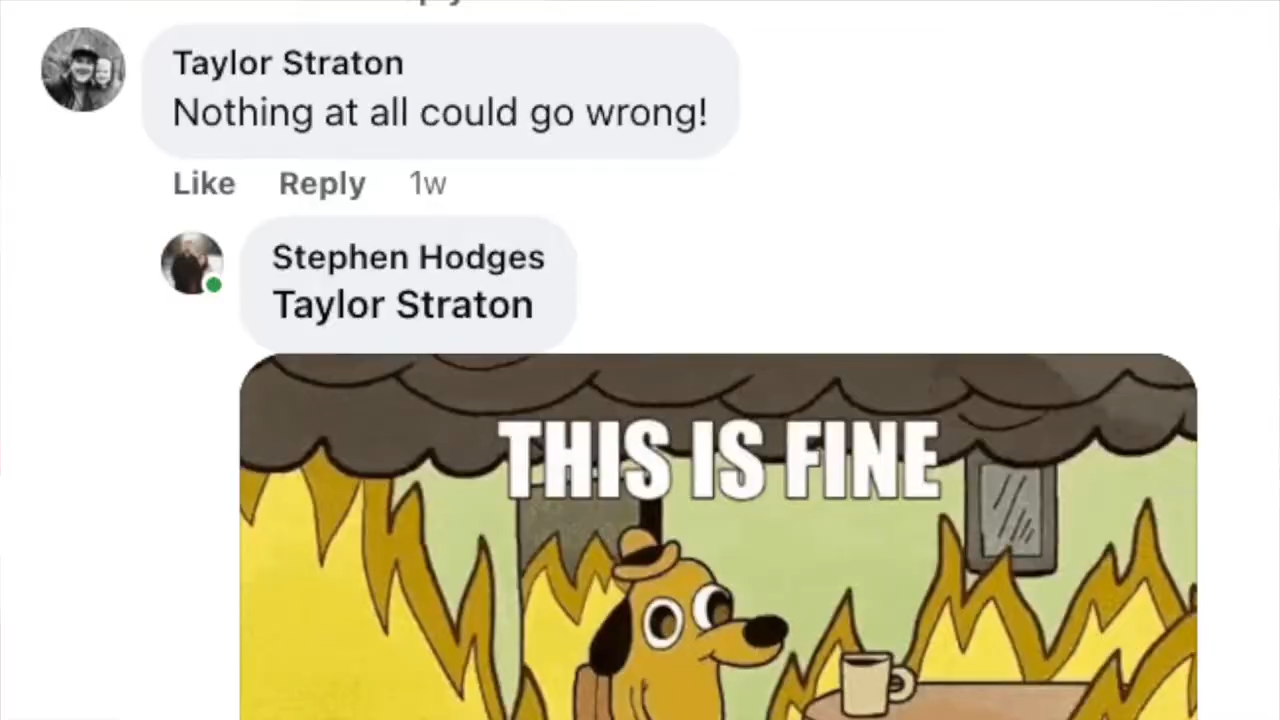 Taylor Straton
Nothing at all could go wrong!
Like Reply 1w
Stephen Hodges
Taylor Straton
THIS IS FINE